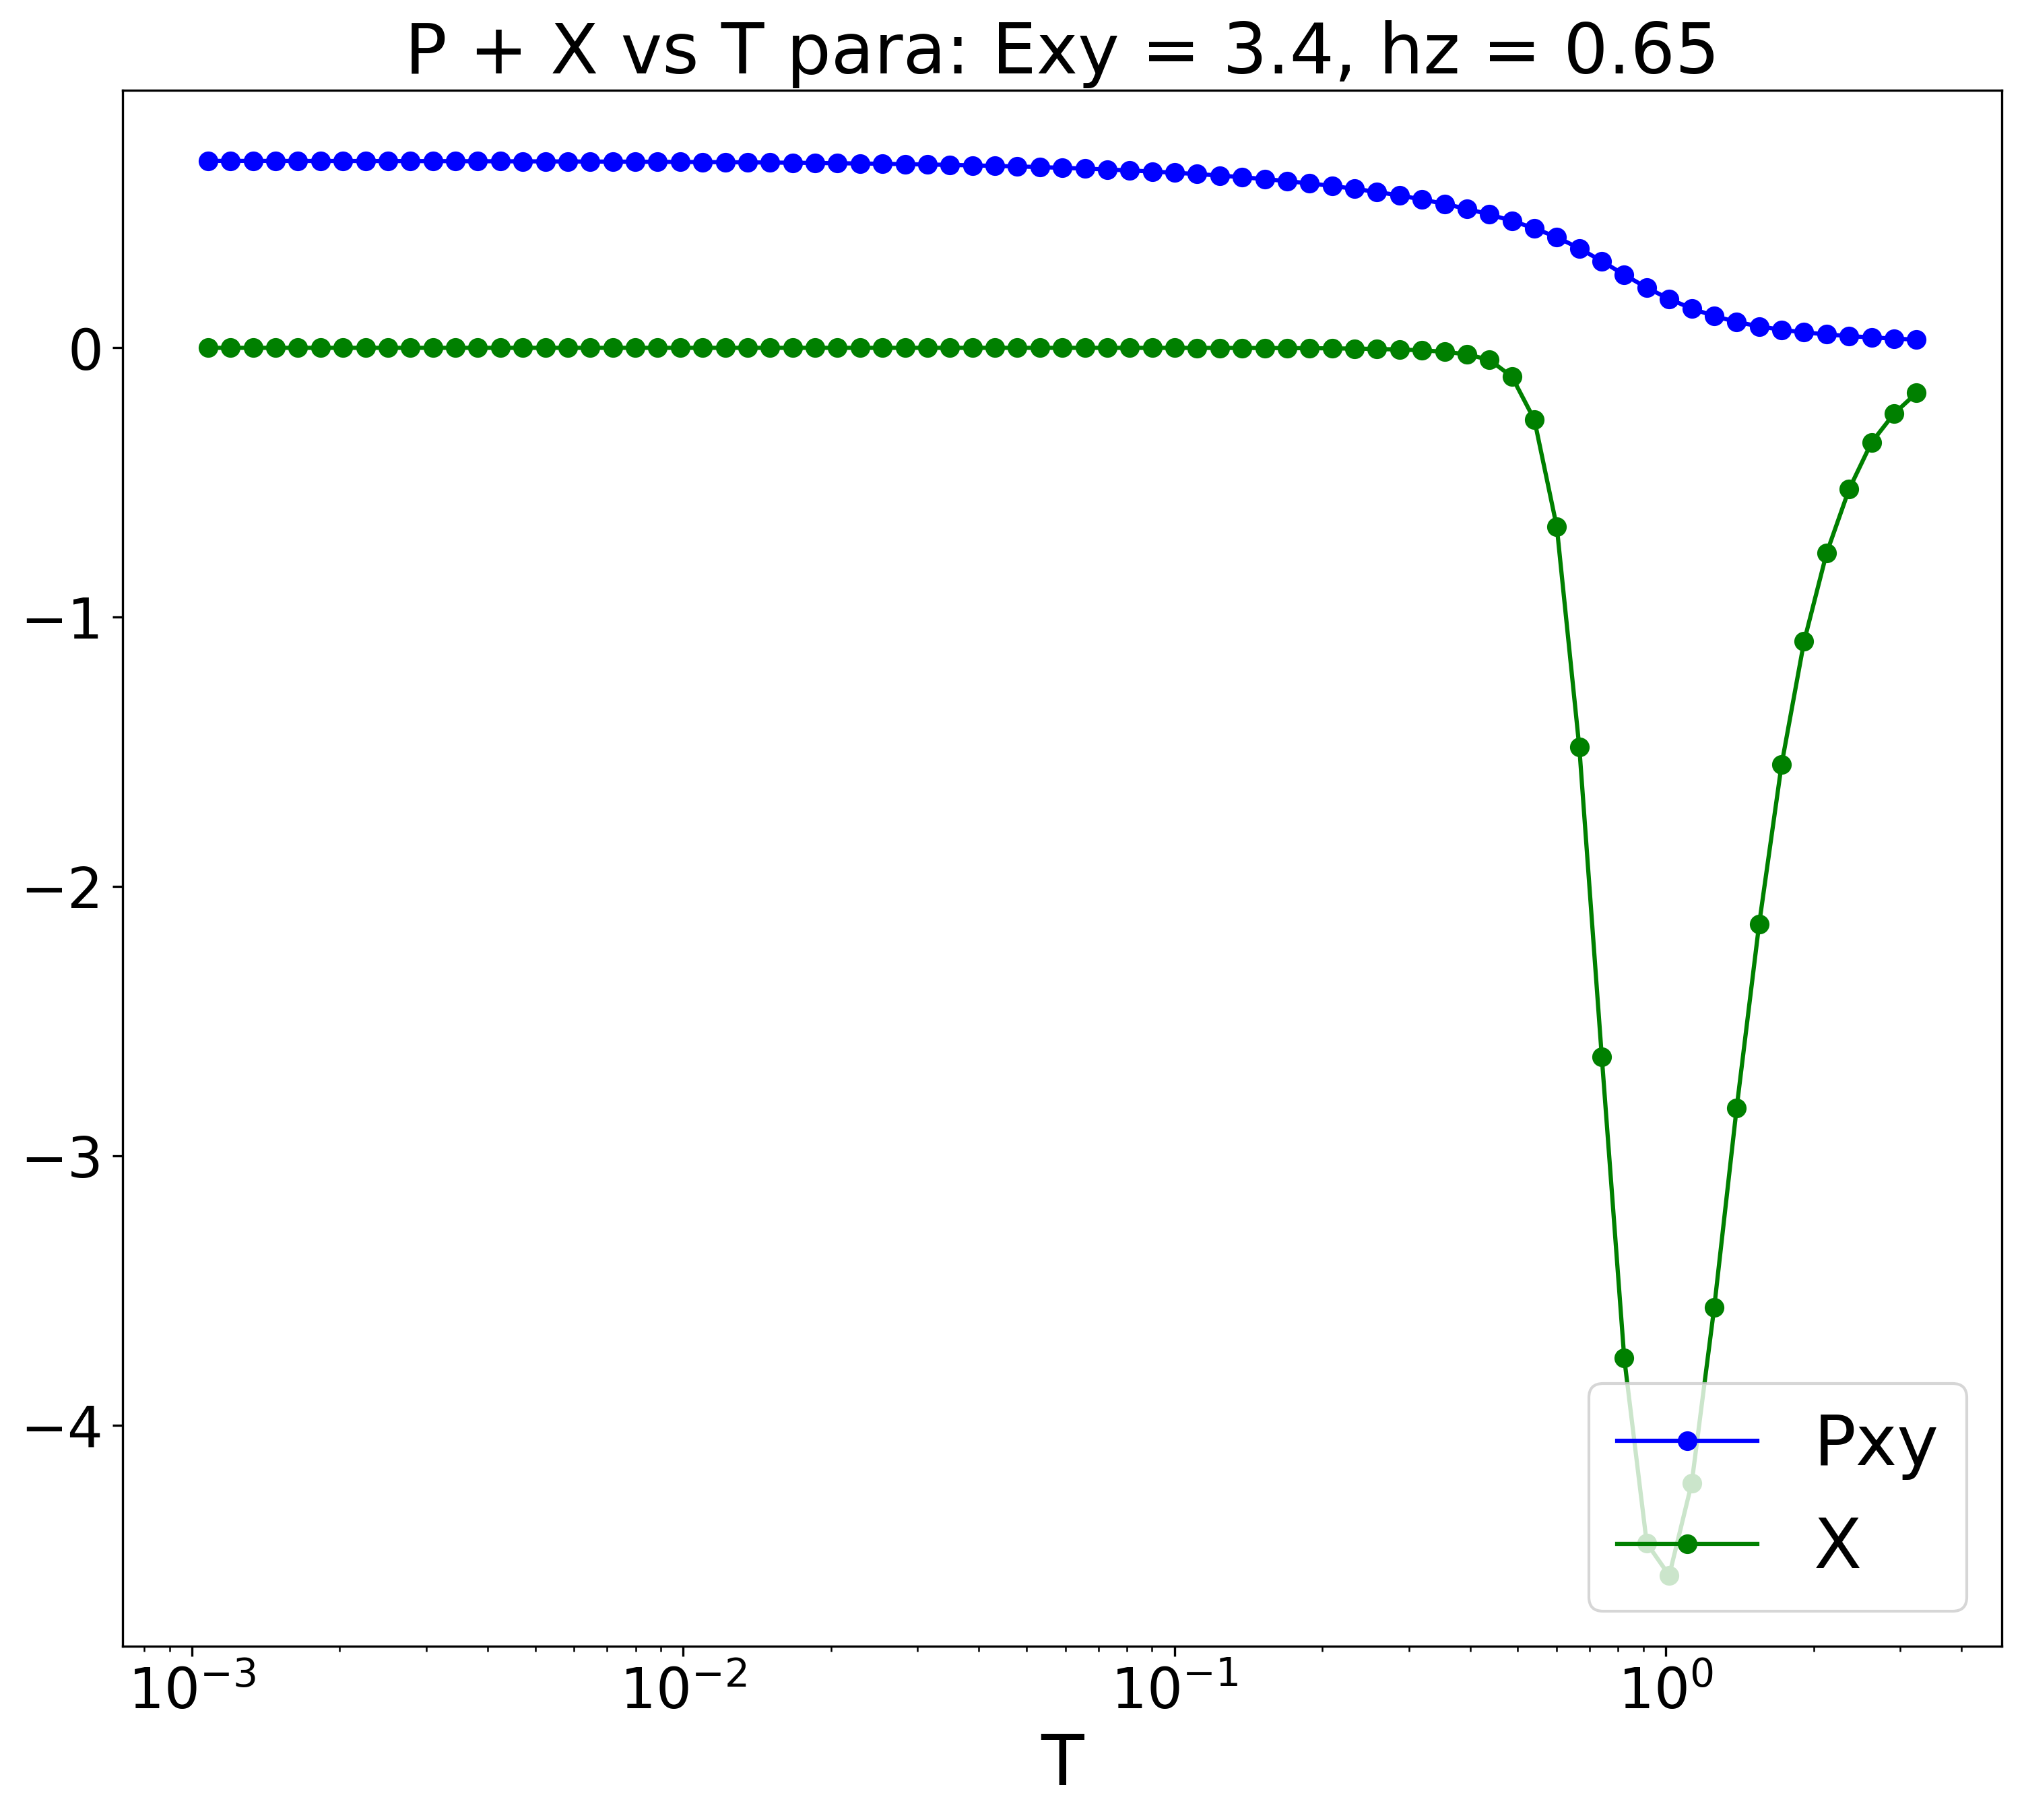 P + X vs T para: Exy = 3.4, hz = 0.65
0
−1
−2
−3
−4
Pxy
X
10⁻³ 10⁻² 10⁻¹ 10⁰
T